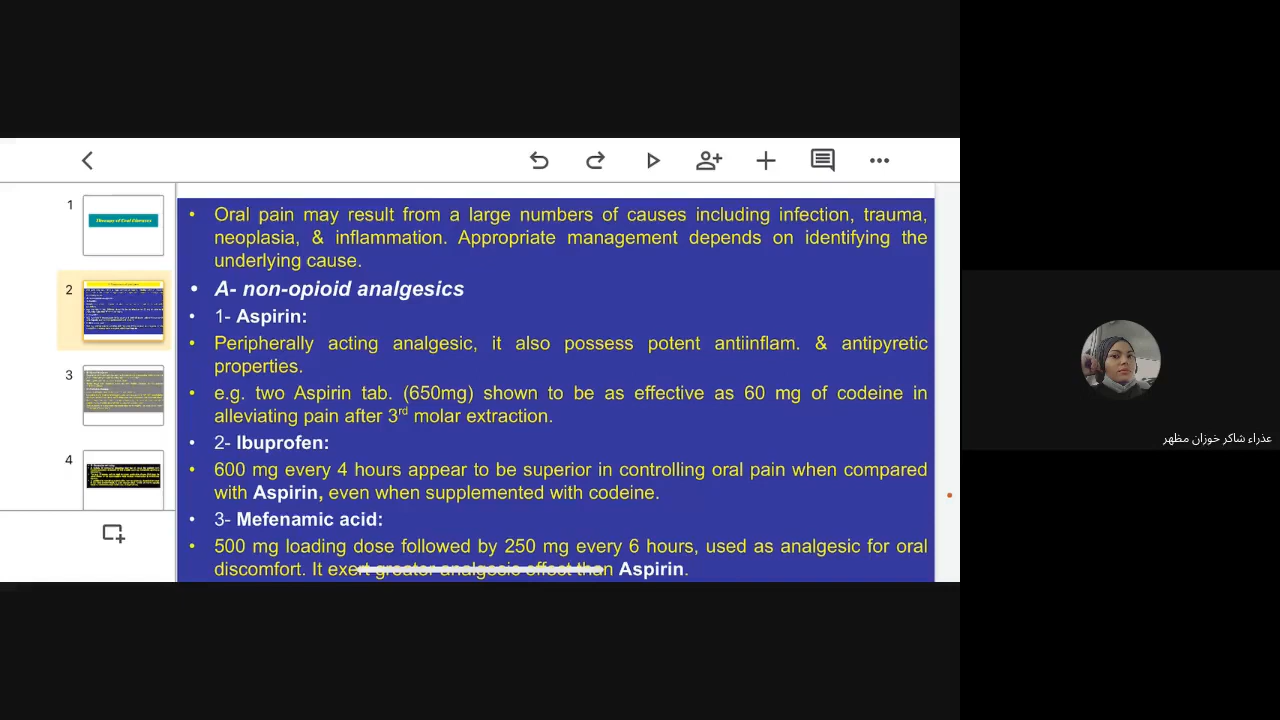 1
Therapy of Oral Diseases
2
3
4
• Oral pain may result from a large numbers of causes including infection, trauma,
neoplasia, & inflammation. Appropriate management depends on identifying the
underlying cause.
• A- non-opioid analgesics
• 1- Aspirin:
• Peripherally acting analgesic, it also possess potent antiinflam. & antipyretic
properties.
• e.g. two Aspirin tab. (650mg) shown to be as effective as 60 mg of codeine in
alleviating pain after 3rd molar extraction.
• 2- Ibuprofen:
• 600 mg every 4 hours appear to be superior in controlling oral pain when compared
with Aspirin, even when supplemented with codeine.
• 3- Mefenamic acid:
• 500 mg loading dose followed by 250 mg every 6 hours, used as analgesic for oral
discomfort. It exert greater analgesic effect than Aspirin.
عذراء شاكر خوزان مظهر